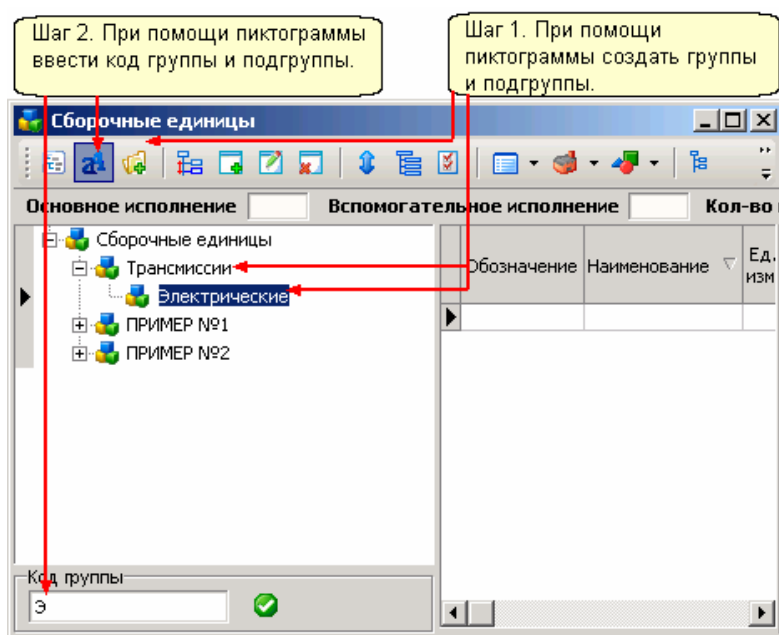 Шаг 2. При помощи пиктограммы
ввести код группы и подгруппы.
Шаг 1. При помощи
пиктограммы создать группы
и подгруппы.
Сборочные единицы
Основное исполнение
Вспомогательное исполнение
Кол-во
Сборочные единицы
Трансмиссии
Электрические
ПРИМЕР №1
ПРИМЕР №2
Обозначение
Наименование
Ед.
изм
Код группы
Э